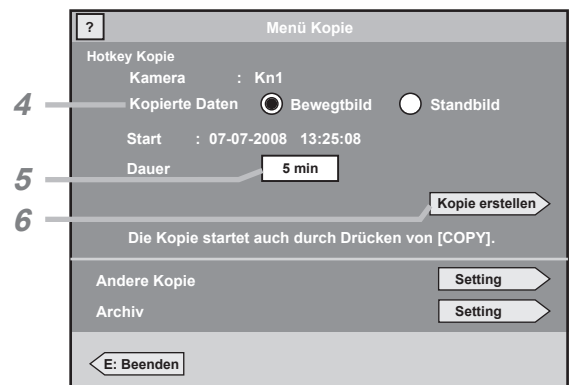 ?
Menü Kopie
Hotkey Kopie
Kamera : Kn1
4
Kopierte Daten Bewegtbild Standbild
Start : 07-07-2008 13:25:08
5
Dauer 5 min
6
Kopie erstellen
Die Kopie startet auch durch Drücken von [COPY].
Andere Kopie Setting
Archiv Setting
E: Beenden